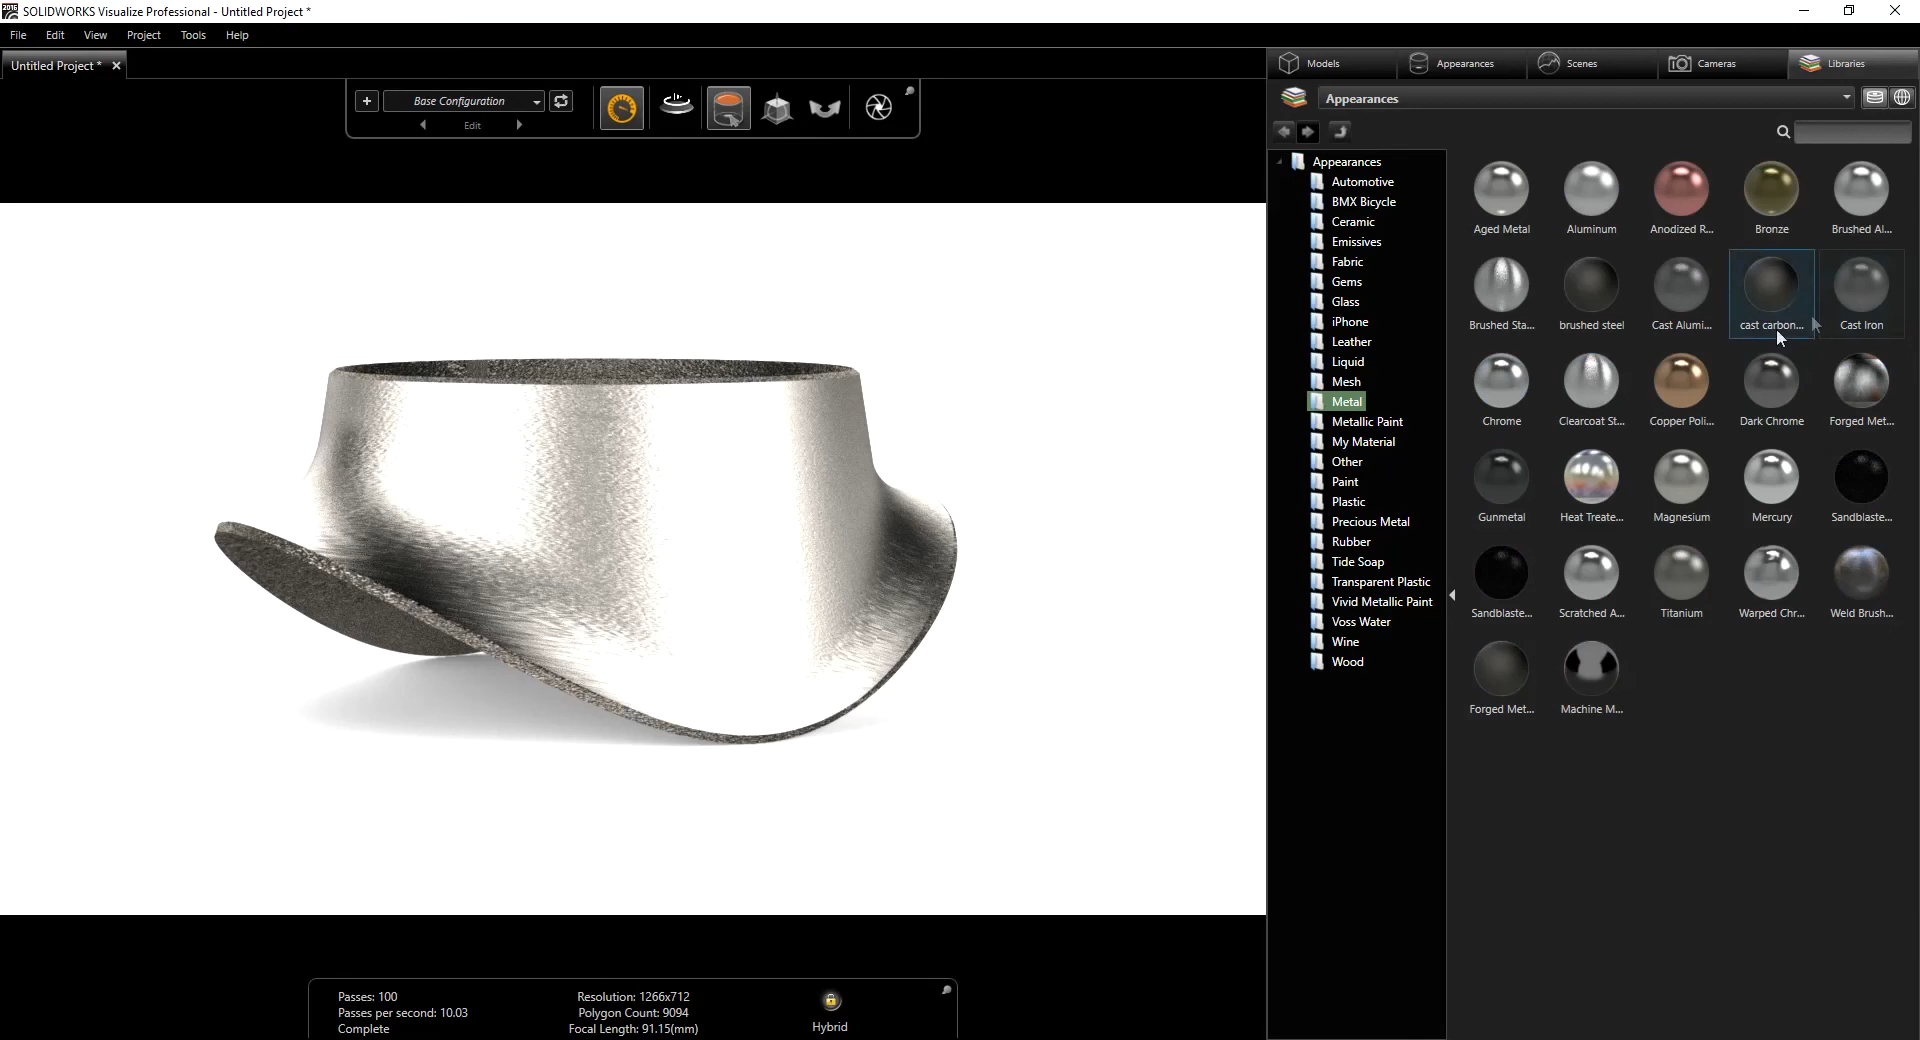 SOLIDWORKS Visualize Professional - Untitled Project *
File Edit View Project Tools Help
Untitled Project *
Models Appearances Scenes Cameras Libraries
Base Configuration
Edit
Appearances
Appearances
Automotive
BMX Bicycle
Ceramic
Emissives
Fabric
Gems
Glass
iPhone
Leather
Liquid
Mesh
Metal
Metallic Paint
My Material
Other
Paint
Plastic
Precious Metal
Rubber
Tide Soap
Transparent Plastic
Vivid Metallic Paint
Voss Water
Wine
Wood
Aged Metal Aluminum Anodized R... Bronze Brushed Al...
Brushed Sta... brushed steel Cast Alumi... cast carbon... Cast Iron
Chrome Clearcoat St... Copper Poli... Dark Chrome Forged Met...
Gunmetal Heat Treate... Magnesium Mercury Sandblaste...
Sandblaste... Scratched A... Titanium Warped Chr... Weld Brush...
Forged Met... Machine M...
Passes: 100
Passes per second: 10.03
Complete
Resolution: 1266x712
Polygon Count: 9094
Focal Length: 91.15(mm)
Hybrid